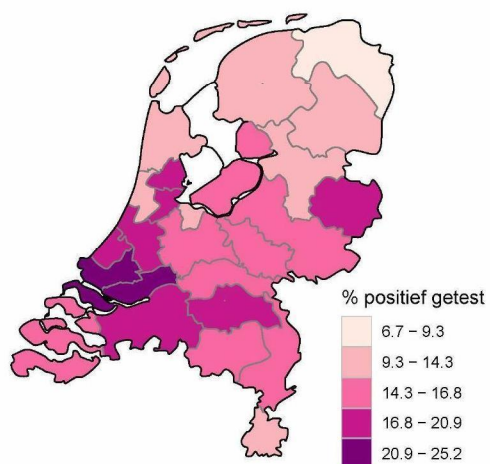 % positief getest
6.7 – 9.3
9.3 – 14.3
14.3 – 16.8
16.8 – 20.9
20.9 – 25.2